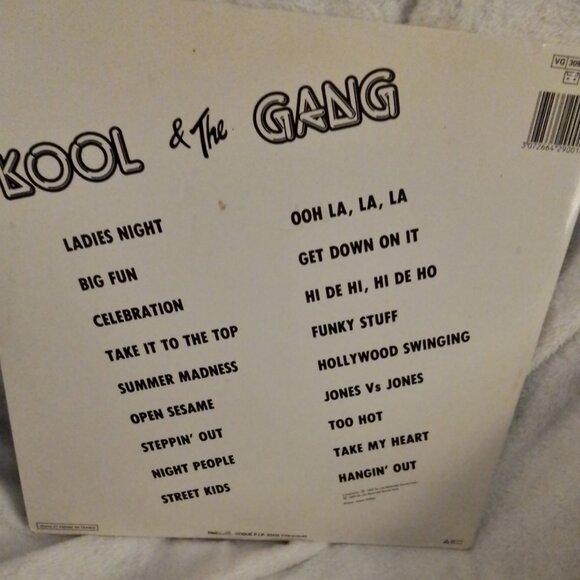 KOOL & The GANG
LADIES NIGHT
BIG FUN
CELEBRATION
TAKE IT TO THE TOP
SUMMER MADNESS
OPEN SESAME
STEPPIN' OUT
NIGHT PEOPLE
STREET KIDS
OOH LA, LA, LA
GET DOWN ON IT
HI DE HI, HI DE HO
FUNKY STUFF
HOLLYWOOD SWINGING
JONES Vs JONES
TOO HOT
TAKE MY HEART
HANGIN' OUT
VG